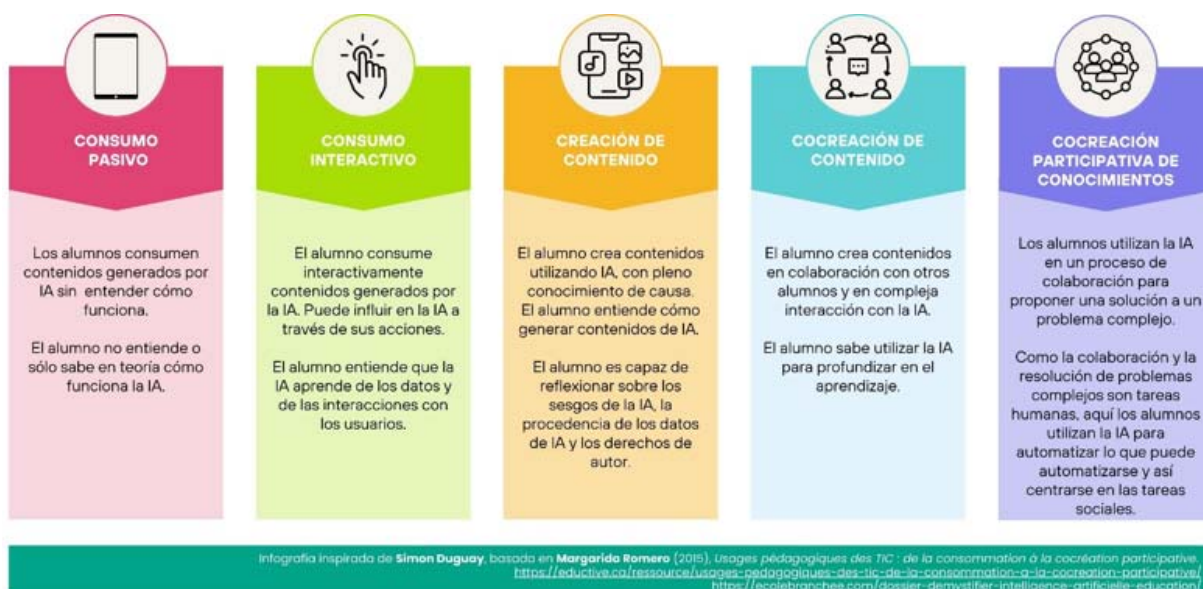 CONSUMO
PASIVO
Los alumnos consumen
contenidos generados por
IA sin entender cómo
funciona.
El alumno no entiende o
sólo sabe en teoría cómo
funciona la IA.
CONSUMO
INTERACTIVO
El alumno consume
interactivamente
contenidos generados por
la IA. Puede influir en la IA a
través de sus acciones.
El alumno entiende que la
IA aprende de los datos y
de las interacciones con
los usuarios.
CREACIÓN DE
CONTENIDO
El alumno crea contenidos
utilizando IA, con pleno
conocimiento de causa.
El alumno entiende cómo
generar contenidos de IA.
El alumno es capaz de
reflexionar sobre los
sesgos de la IA, la
procedencia de los datos
de IA y los derechos de
autor.
COCREACIÓN DE
CONTENIDO
El alumno crea contenidos
en colaboración con otros
alumnos y en compleja
interacción con la IA.
El alumno sabe utilizar la IA
para profundizar en el
aprendizaje.
COCREACIÓN
PARTICIPATIVA DE
CONOCIMIENTOS
Los alumnos utilizan la IA
en un proceso de
colaboración para
proponer una solución a un
problema complejo.
Como la colaboración y la
resolución de problemas
complejos son tareas
humanas, aquí los alumnos
utilizan la IA para
automatizar lo que puede
automatizarse y así
centrarse en las tareas
sociales.
Infografía inspirada de Simon Duguay, basada en Margarida Romero (2015), Usages pédagogiques des TIC : de la consommation à la cocréation participative.
https://eductive.ca/ressource/usages-pedagogiques-des-tic-de-la-consommation-a-la-cocreation-participative/
https://ecolebranchee.com/dossier-demystifier-intelligence-artificielle-education/